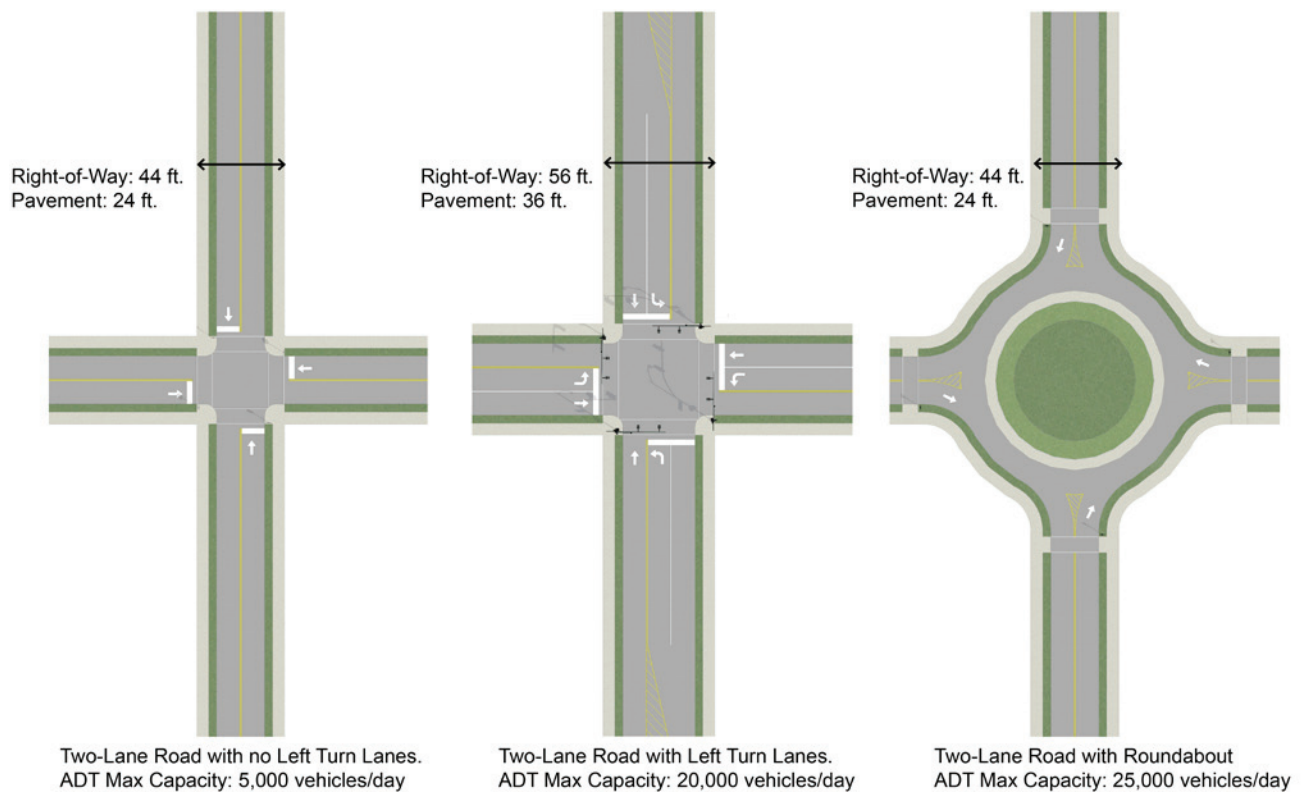 Right-of-Way: 44 ft.
Pavement: 24 ft.
Right-of-Way: 56 ft.
Pavement: 36 ft.
Right-of-Way: 44 ft.
Pavement: 24 ft.
Two-Lane Road with no Left Turn Lanes.
ADT Max Capacity: 5,000 vehicles/day
Two-Lane Road with Left Turn Lanes.
ADT Max Capacity: 20,000 vehicles/day
Two-Lane Road with Roundabout
ADT Max Capacity: 25,000 vehicles/day